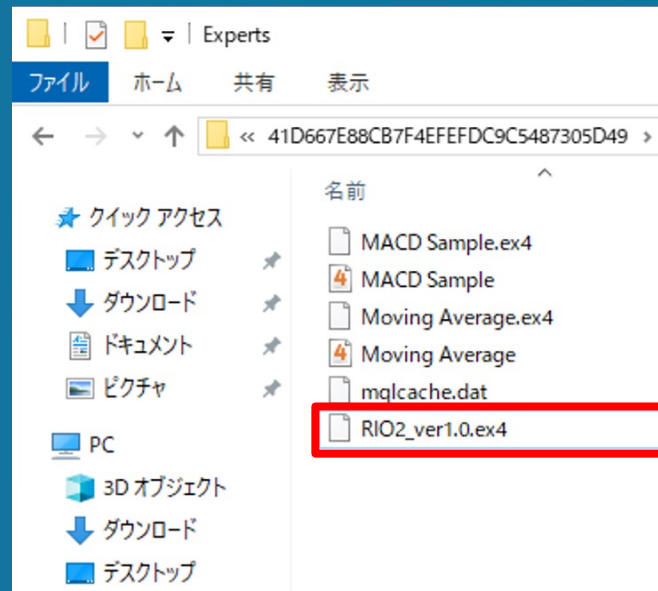 Experts
ファイル ホーム 共有 表示
« 41D667E88CB7F4EFEFDC9C5487305D49 >
名前
クイック アクセス
デスクトップ
ダウンロード
ドキュメント
ピクチャ
PC
3D オブジェクト
ダウンロード
デスクトップ
MACD Sample.ex4
MACD Sample
Moving Average.ex4
Moving Average
mqlcache.dat
RIO2_ver1.0.ex4